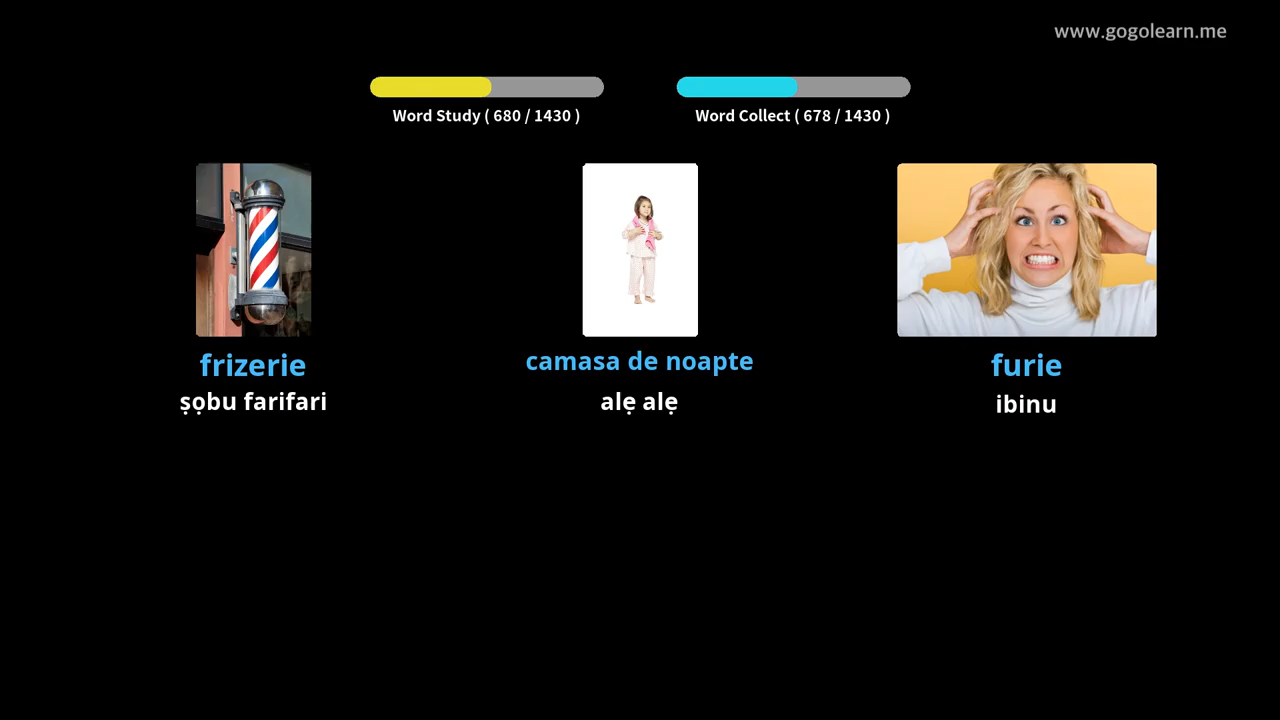 www.gogolearn.me
Word Study ( 680 / 1430 )
Word Collect ( 678 / 1430 )
frizerie
ṣọbu farifari
camasa de noapte
alẹ alẹ
furie
ibinu